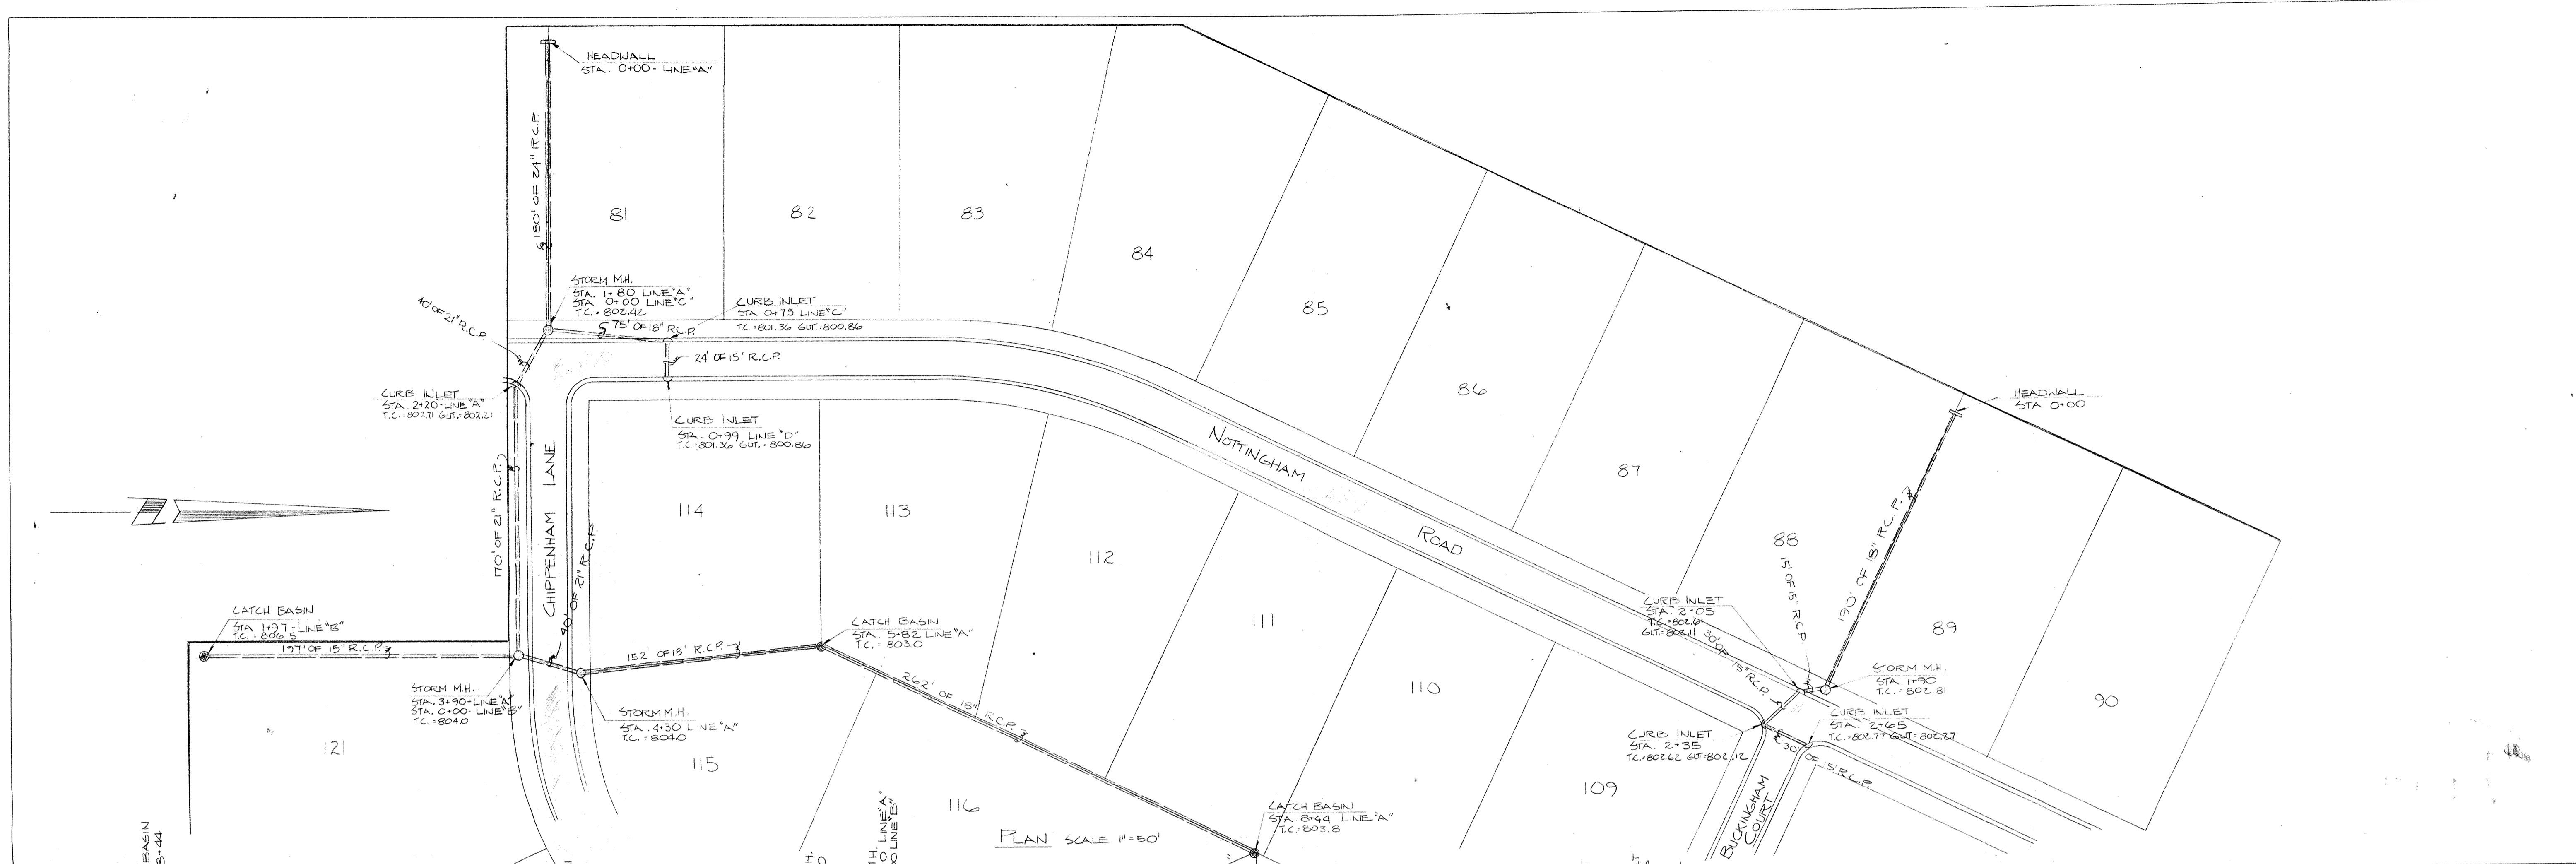 HEADWALL
STA. 0+00 - LINE "A"
180' OF 24" R.C.P.
81
82
83
84
85
86
87
88
89
90
STORM M.H.
STA. 1+80 LINE "A"
STA. 0+00 LINE "C"
T.C. = 802.42
CURB INLET
STA. 0+75 LINE "C"
T.C. = 801.36 GUT. = 800.86
75' OF 18" R.C.P.
40' OF 21" R.C.P.
24' OF 15" R.C.P.
CURB INLET
STA. 2+20 - LINE "A"
T.C. = 802.71 GUT. = 802.21
CURB INLET
STA. 0+99 LINE "D"
T.C. = 801.36 GUT. = 800.86
170' OF 21" R.C.P.
CHIPPENHAM LANE
40' OF 21" R.C.P.
NOTTINGHAM
ROAD
HEADWALL
STA 0+00
190' OF 18" R.C.P.
15' OF 15" R.C.P.
114
113
112
111
110
109
CATCH BASIN
STA 1+97 - LINE "B"
T.C. = 806.5
197' OF 15" R.C.P.
STORM M.H.
STA. 3+90 - LINE "A"
STA. 0+00 - LINE "B"
T.C. = 804.0
STORM M.H.
STA. 4+30 LINE "A"
T.C. = 804.0
152' OF 18' R.C.P.
CATCH BASIN
STA. 5+82 LINE "A"
T.C. = 803.0
262' OF 18" R.C.P.
CURB INLET
STA. 2+05
T.C. = 802.61
GUT. = 802.11
30' OF 15" R.C.P.
STORM M.H.
STA. 1+90
T.C. = 802.81
CURB INLET
STA. 2+65
T.C. = 802.77 GUT = 802.27
CURB INLET
STA. 2+35
T.C. = 802.62 GUT = 802.12
30' OF 15' R.C.P.
121
115
116
CATCH BASIN
STA. 8+44 LINE "A"
T.C. = 803.8
PLAN SCALE 1" = 50'
BUCKINGHAM
COURT
BASIN
8+44
LINE "A"
LINE "B"